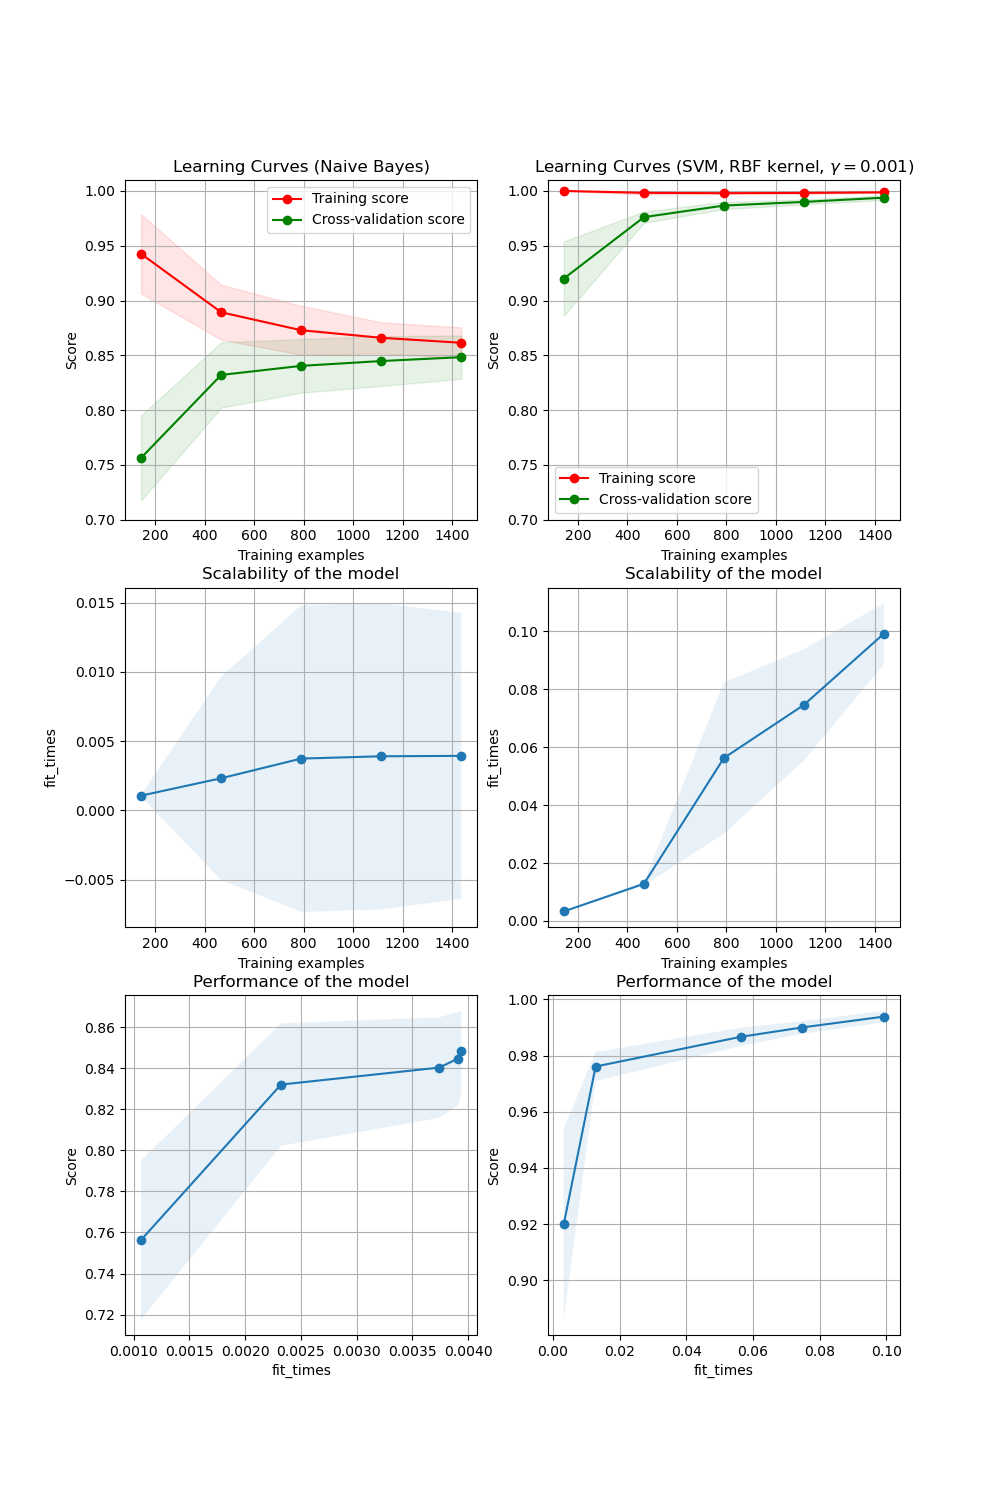 Learning Curves (Naive Bayes)
Score
1.00
0.95
0.90
0.85
0.80
0.75
0.70
Training score
Cross-validation score
200 400 600 800 1000 1200 1400
Training examples
Learning Curves (SVM, RBF kernel, γ = 0.001)
Score
1.00
0.95
0.90
0.85
0.80
0.75
0.70
Training score
Cross-validation score
200 400 600 800 1000 1200 1400
Training examples
Scalability of the model
fit_times
0.015
0.010
0.005
0.000
−0.005
200 400 600 800 1000 1200 1400
Training examples
Scalability of the model
fit_times
0.10
0.08
0.06
0.04
0.02
0.00
200 400 600 800 1000 1200 1400
Training examples
Performance of the model
Score
0.86
0.84
0.82
0.80
0.78
0.76
0.74
0.72
0.0010 0.0015 0.0020 0.0025 0.0030 0.0035 0.0040
fit_times
Performance of the model
Score
1.00
0.98
0.96
0.94
0.92
0.90
0.00 0.02 0.04 0.06 0.08 0.10
fit_times